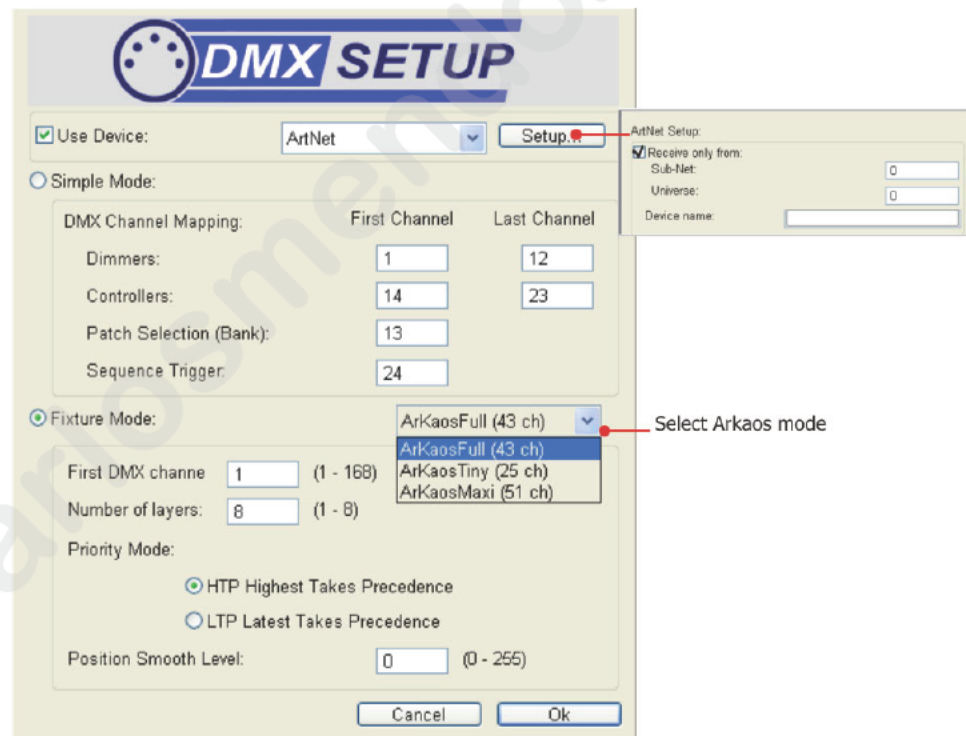 DMX SETUP
Use Device: ArtNet Setup...
ArtNet Setup:
Receive only from:
Sub-Net: 0
Universe: 0
Device name:
Simple Mode:
DMX Channel Mapping: First Channel Last Channel
Dimmers: 1 12
Controllers: 14 23
Patch Selection (Bank): 13
Sequence Trigger: 24
Fixture Mode: ArKaosFull (43 ch)
Select Arkaos mode
ArKaosFull (43 ch)
ArKaosTiny (25 ch)
ArKaosMaxi (51 ch)
First DMX channe 1 (1 - 168)
Number of layers: 8 (1 - 8)
Priority Mode:
HTP Highest Takes Precedence
LTP Latest Takes Precedence
Position Smooth Level: 0 (0 - 255)
Cancel Ok